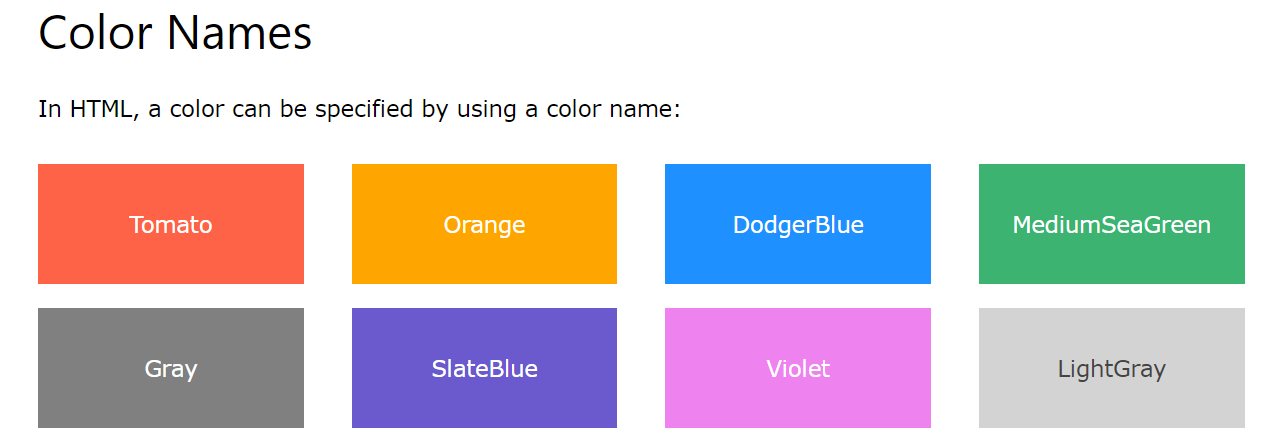 Color Names
In HTML, a color can be specified by using a color name:
Tomato
Orange
DodgerBlue
MediumSeaGreen
Gray
SlateBlue
Violet
LightGray